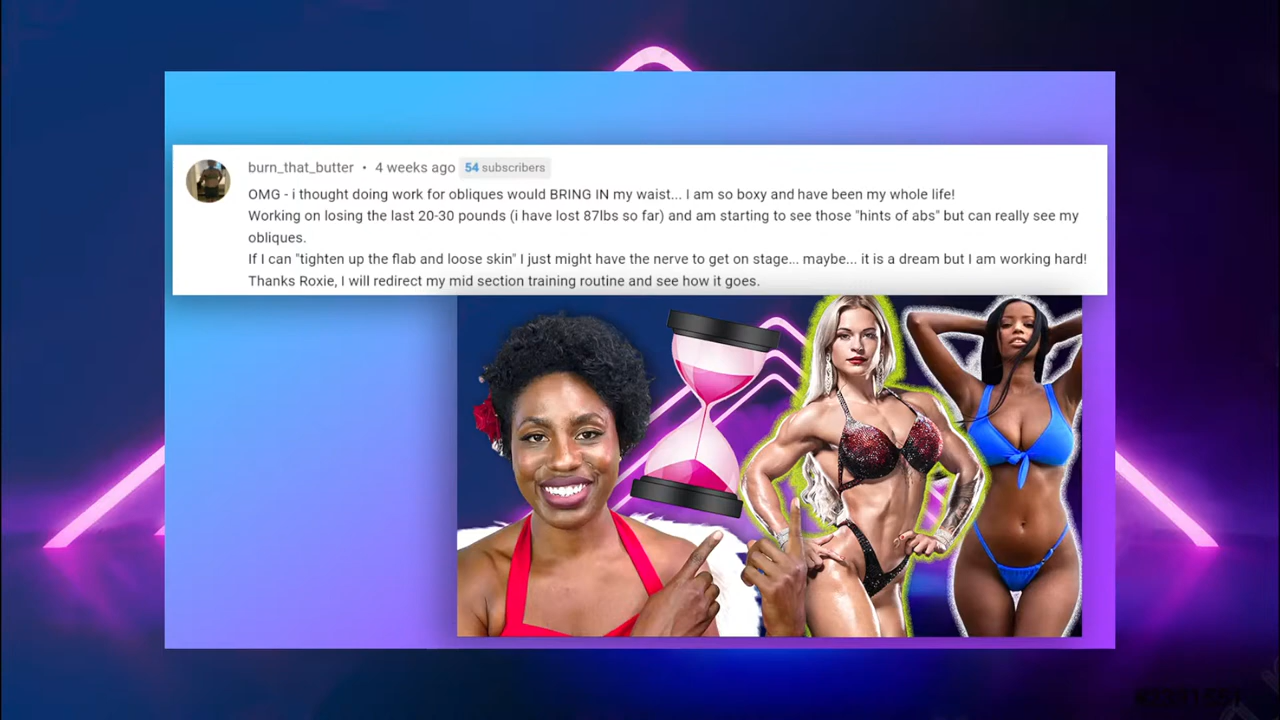 burn_that_butter • 4 weeks ago 54 subscribers
OMG - i thought doing work for obliques would BRING IN my waist... I am so boxy and have been my whole life!
Working on losing the last 20-30 pounds (i have lost 87lbs so far) and am starting to see those "hints of abs" but can really see my
obliques.
If I can "tighten up the flab and loose skin" I just might have the nerve to get on stage... maybe... it is a dream but I am working hard!
Thanks Roxie, I will redirect my mid section training routine and see how it goes.